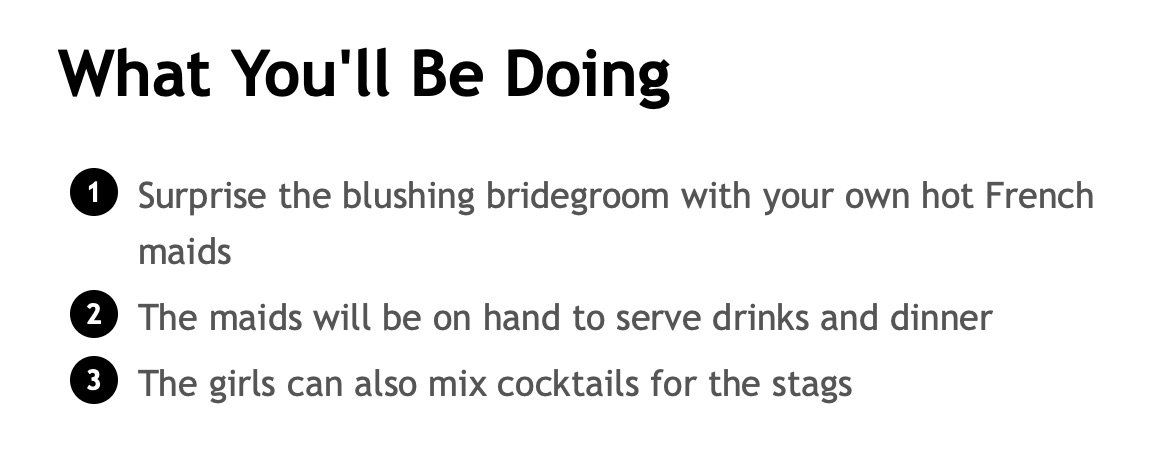 What You'll Be Doing
1 Surprise the blushing bridegroom with your own hot French
maids
2 The maids will be on hand to serve drinks and dinner
3 The girls can also mix cocktails for the stags